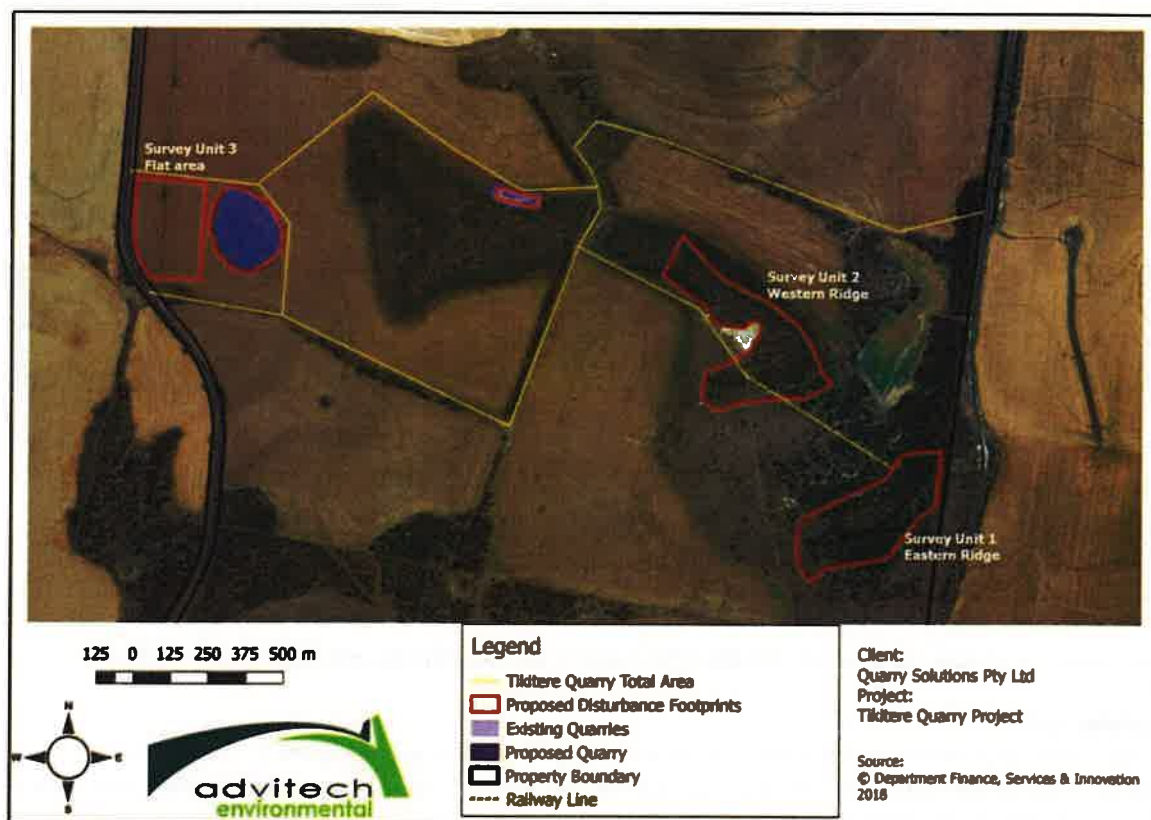 Survey Unit 3
Flat area
Survey Unit 2
Western Ridge
Survey Unit 1
Eastern Ridge
125 0 125 250 375 500 m
N
W E
S
advitech
environmental
Legend
Tikitere Quarry Total Area
Proposed Disturbance Footprints
Existing Quarries
Proposed Quarry
Property Boundary
Railway Line
Client:
Quarry Solutions Pty Ltd
Project:
Tikitere Quarry Project
Source:
© Department Finance, Services & Innovation
2018